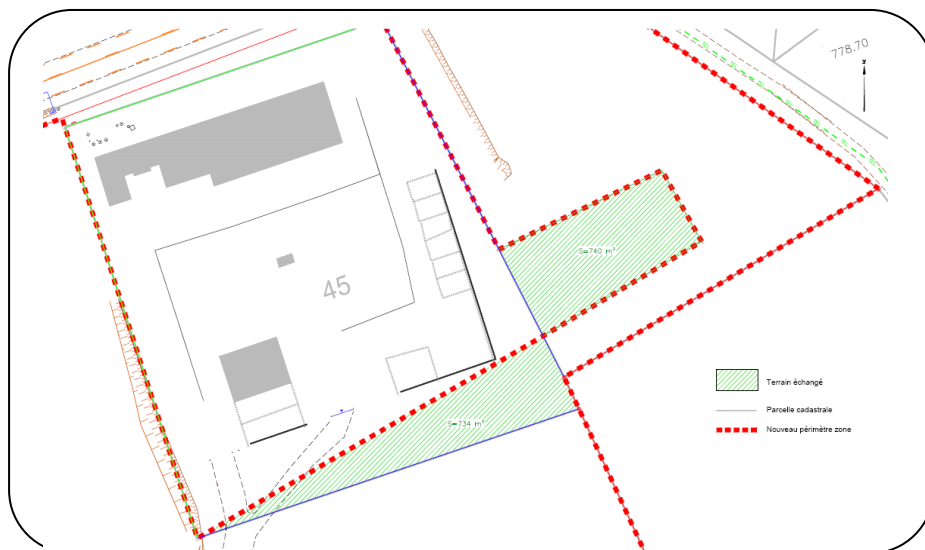 778.70
S=740 m²
45
S=734 m²
Terrain échangé
Parcelle cadastrale
Nouveau périmètre zone